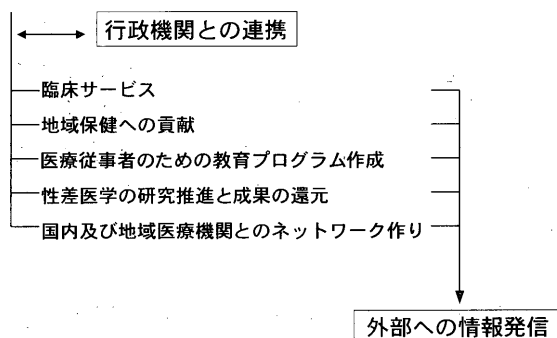 行政機関との連携
臨床サービス
地域保健への貢献
医療従事者のための教育プログラム作成
性差医学の研究推進と成果の還元
国内及び地域医療機関とのネットワーク作り
外部への情報発信